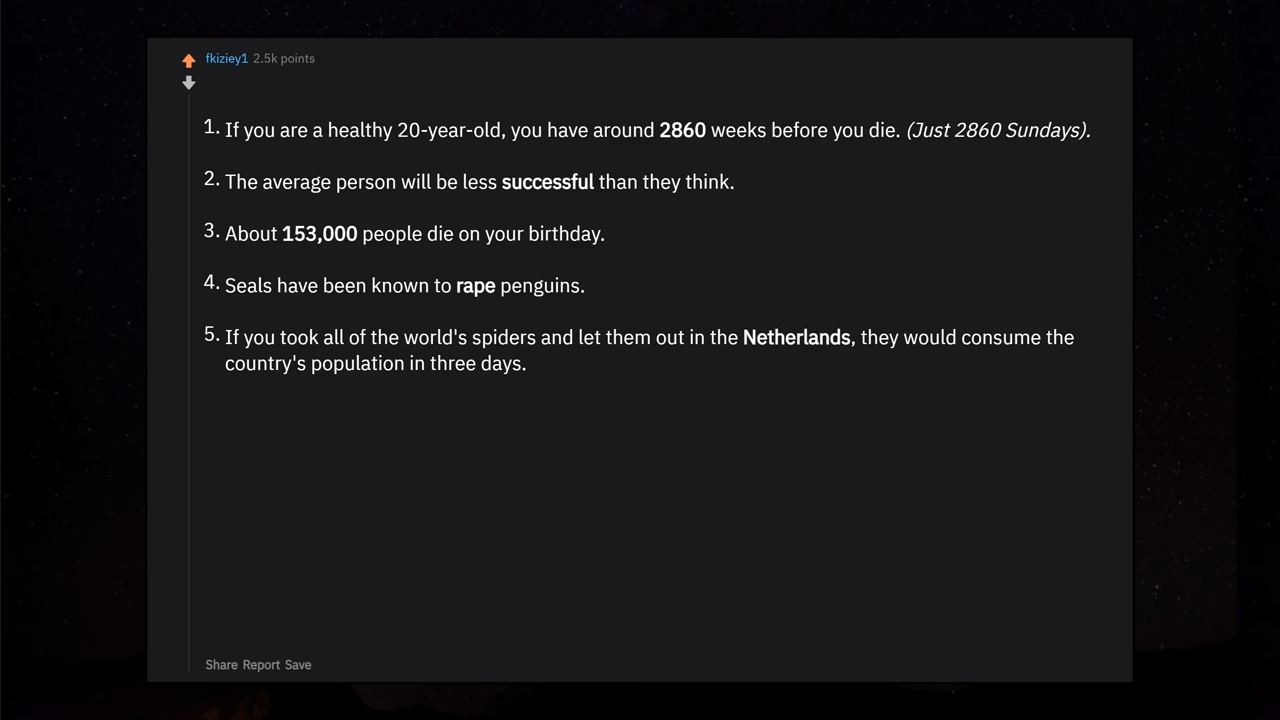 fkiziey1 2.5k points
1. If you are a healthy 20-year-old, you have around 2860 weeks before you die. (Just 2860 Sundays).
2. The average person will be less successful than they think.
3. About 153,000 people die on your birthday.
4. Seals have been known to rape penguins.
5. If you took all of the world's spiders and let them out in the Netherlands, they would consume the
country's population in three days.
Share Report Save